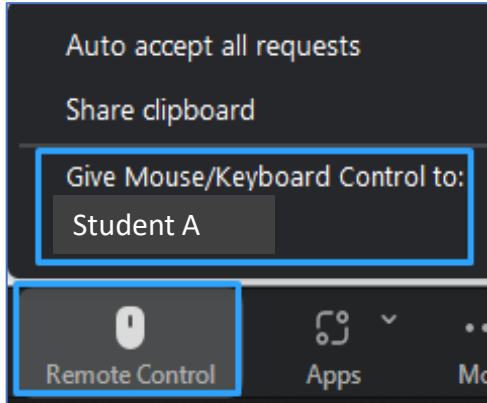 Auto accept all requests
Share clipboard
Give Mouse/Keyboard Control to:
Student A
Remote Control Apps